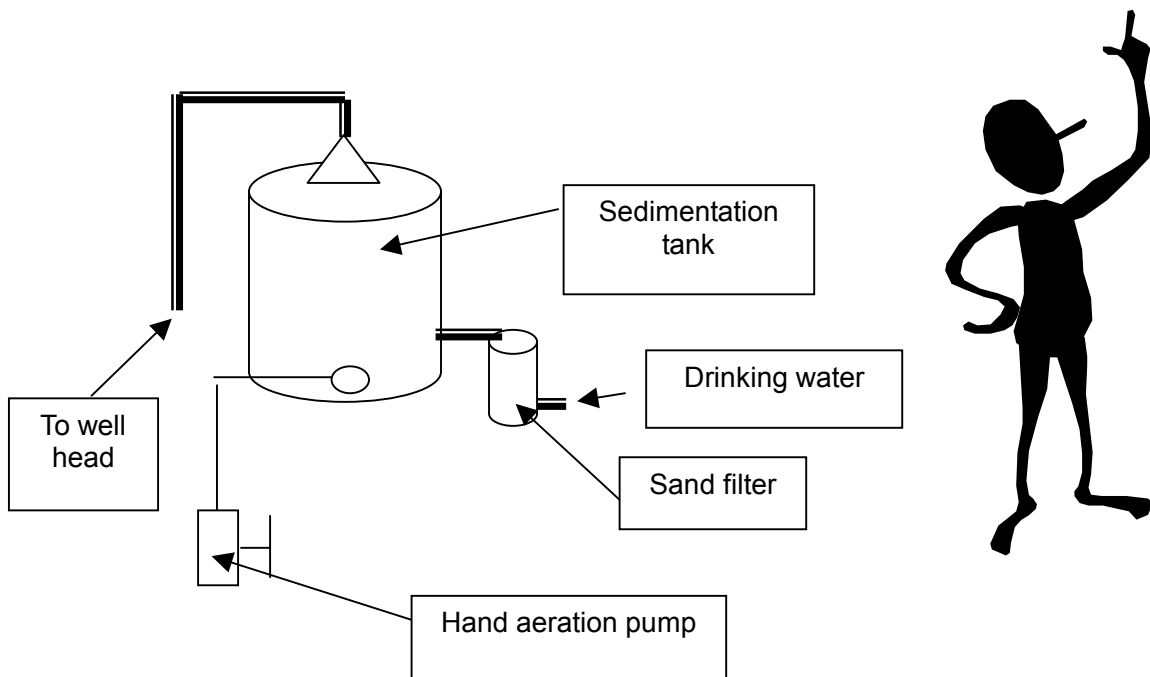 Sedimentation
tank
Drinking water
To well
head
Sand filter
Hand aeration pump